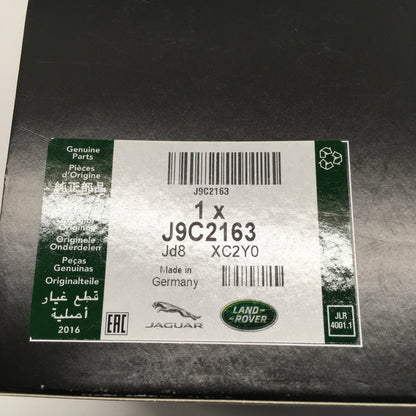 Genuine
Parts
Pièces
d'Origine
純正部品
Originele
Onderdelen
Peças
Genuinas
Originalteile
قطع غيار
أصلية
2016
J9C2163
1 x
J9C2163
Jd8 XC2Y0
Made in
Germany
EAC
JAGUAR
LAND-
-ROVER
JLR
4001.1